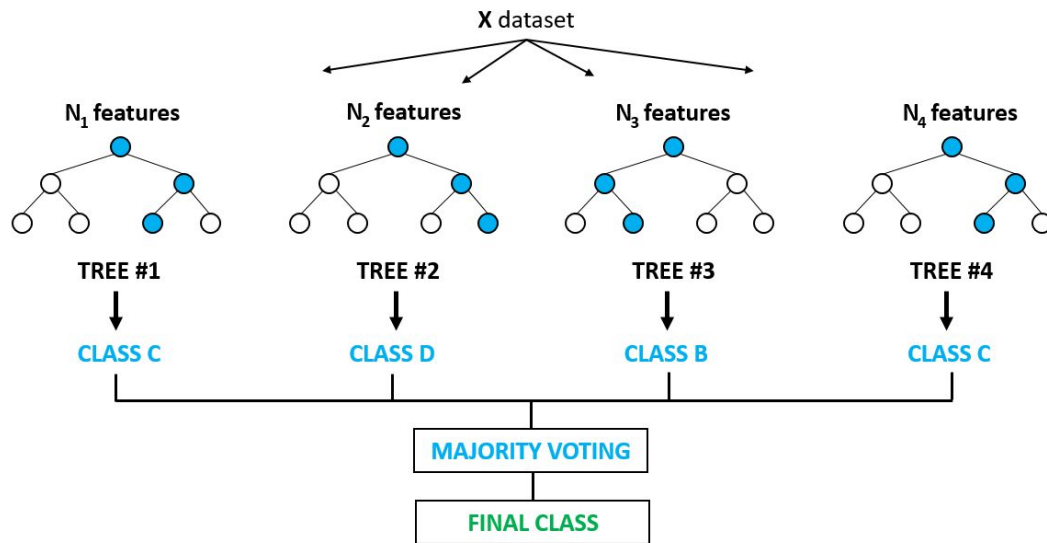 X dataset
N₁ features
N₂ features
N₃ features
N₄ features
TREE #1
TREE #2
TREE #3
TREE #4
CLASS C
CLASS D
CLASS B
CLASS C
MAJORITY VOTING
FINAL CLASS